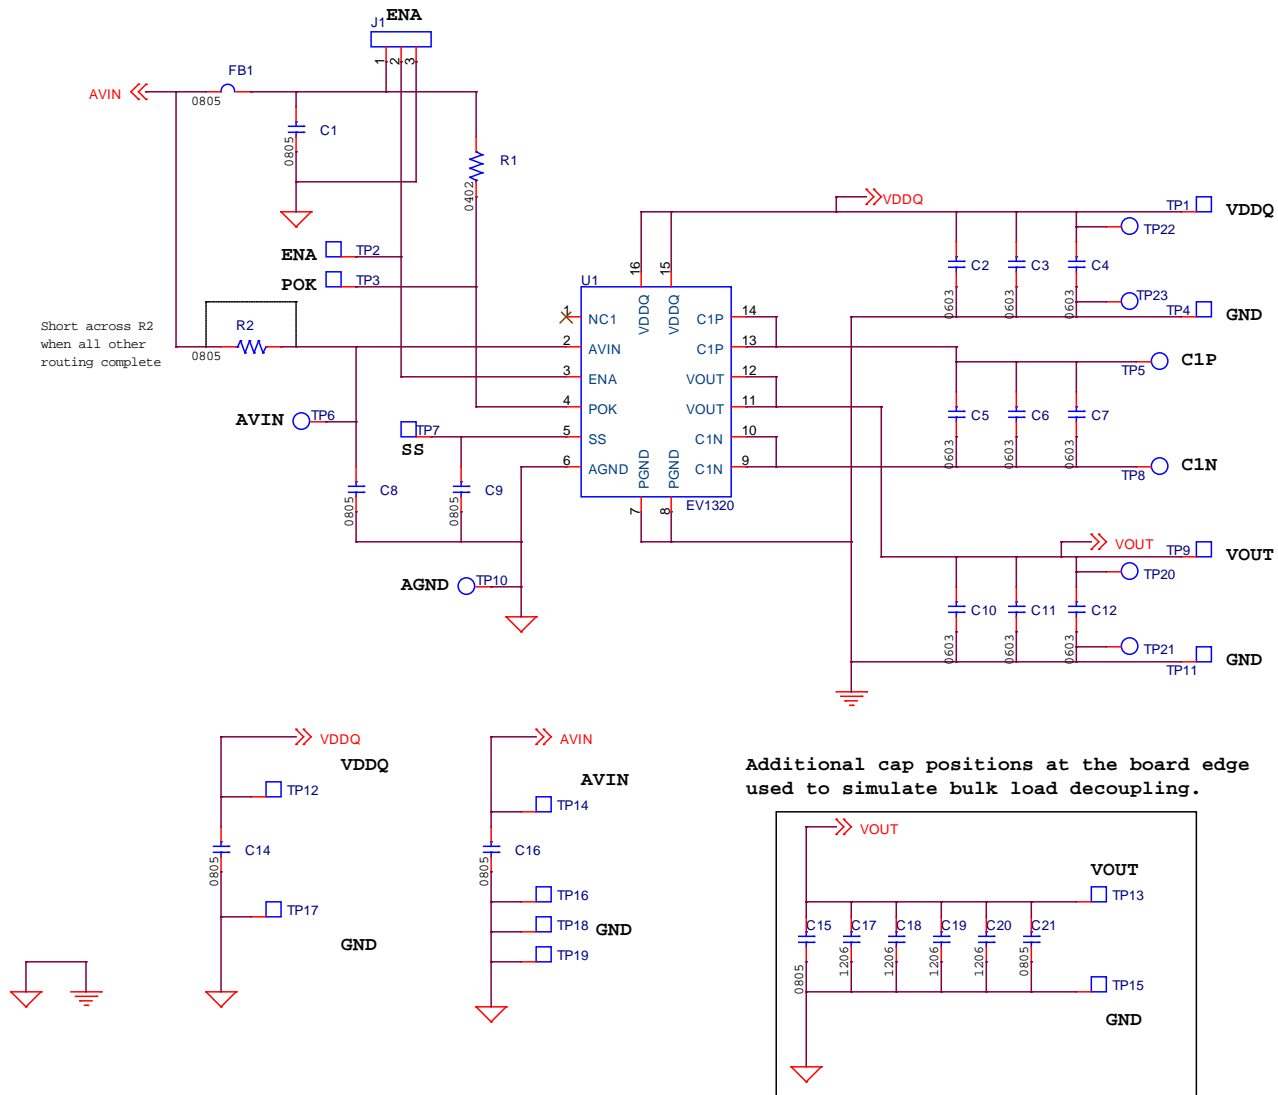 ENA
J1
1 2 3
FB1
AVIN
0805
C1
0805
R1
0402
VDDQ
TP1
VDDQ
TP22
ENA
TP2
POK
TP3
C2
C3
C4
0603
0603
0603
TP23
TP4
GND
Short across R2
when all other
routing complete
R2
0805
U1
16
15
VDDQ
VDDQ
1
NC1
C1P
14
2
AVIN
C1P
13
3
ENA
VOUT
12
4
POK
VOUT
11
5
SS
C1N
10
6
AGND
C1N
9
PGND
PGND
7
8
EV1320
TP5
C1P
C5
C6
C7
0603
0603
0603
TP8
C1N
AVIN
TP6
TP7
SS
C8
0805
C9
0805
AGND
TP10
VOUT
TP9
VOUT
TP20
C10
C11
C12
0603
0603
0603
TP21
TP11
GND
VDDQ
VDDQ
TP12
C14
0805
TP17
GND
AVIN
AVIN
TP14
C16
0805
TP16
TP18
GND
TP19
Additional cap positions at the board edge
used to simulate bulk load decoupling.
VOUT
VOUT
TP13
C15
C17
C18
C19
C20
C21
0805
1206
1206
1206
1206
0805
TP15
GND